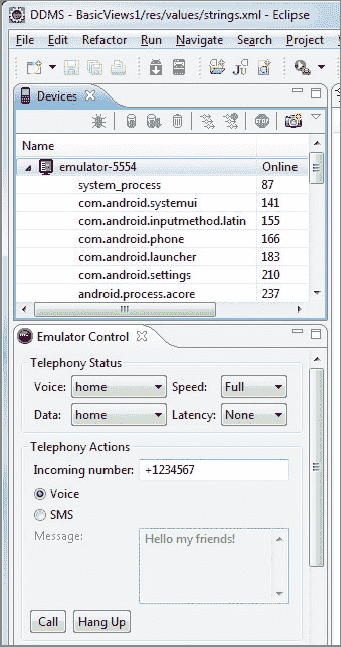 DDMS - BasicViews1/res/values/strings.xml - Eclipse
File Edit Refactor Run Navigate Search Project
Devices
Name
emulator-5554 Online
system_process 87
com.android.systemui 141
com.android.inputmethod.latin 155
com.android.phone 166
com.android.launcher 183
com.android.settings 210
android.process.acore 237
Emulator Control
Telephony Status
Voice: home Speed: Full
Data: home Latency: None
Telephony Actions
Incoming number: +1234567
Voice
SMS
Message: Hello my friends!
Call Hang Up